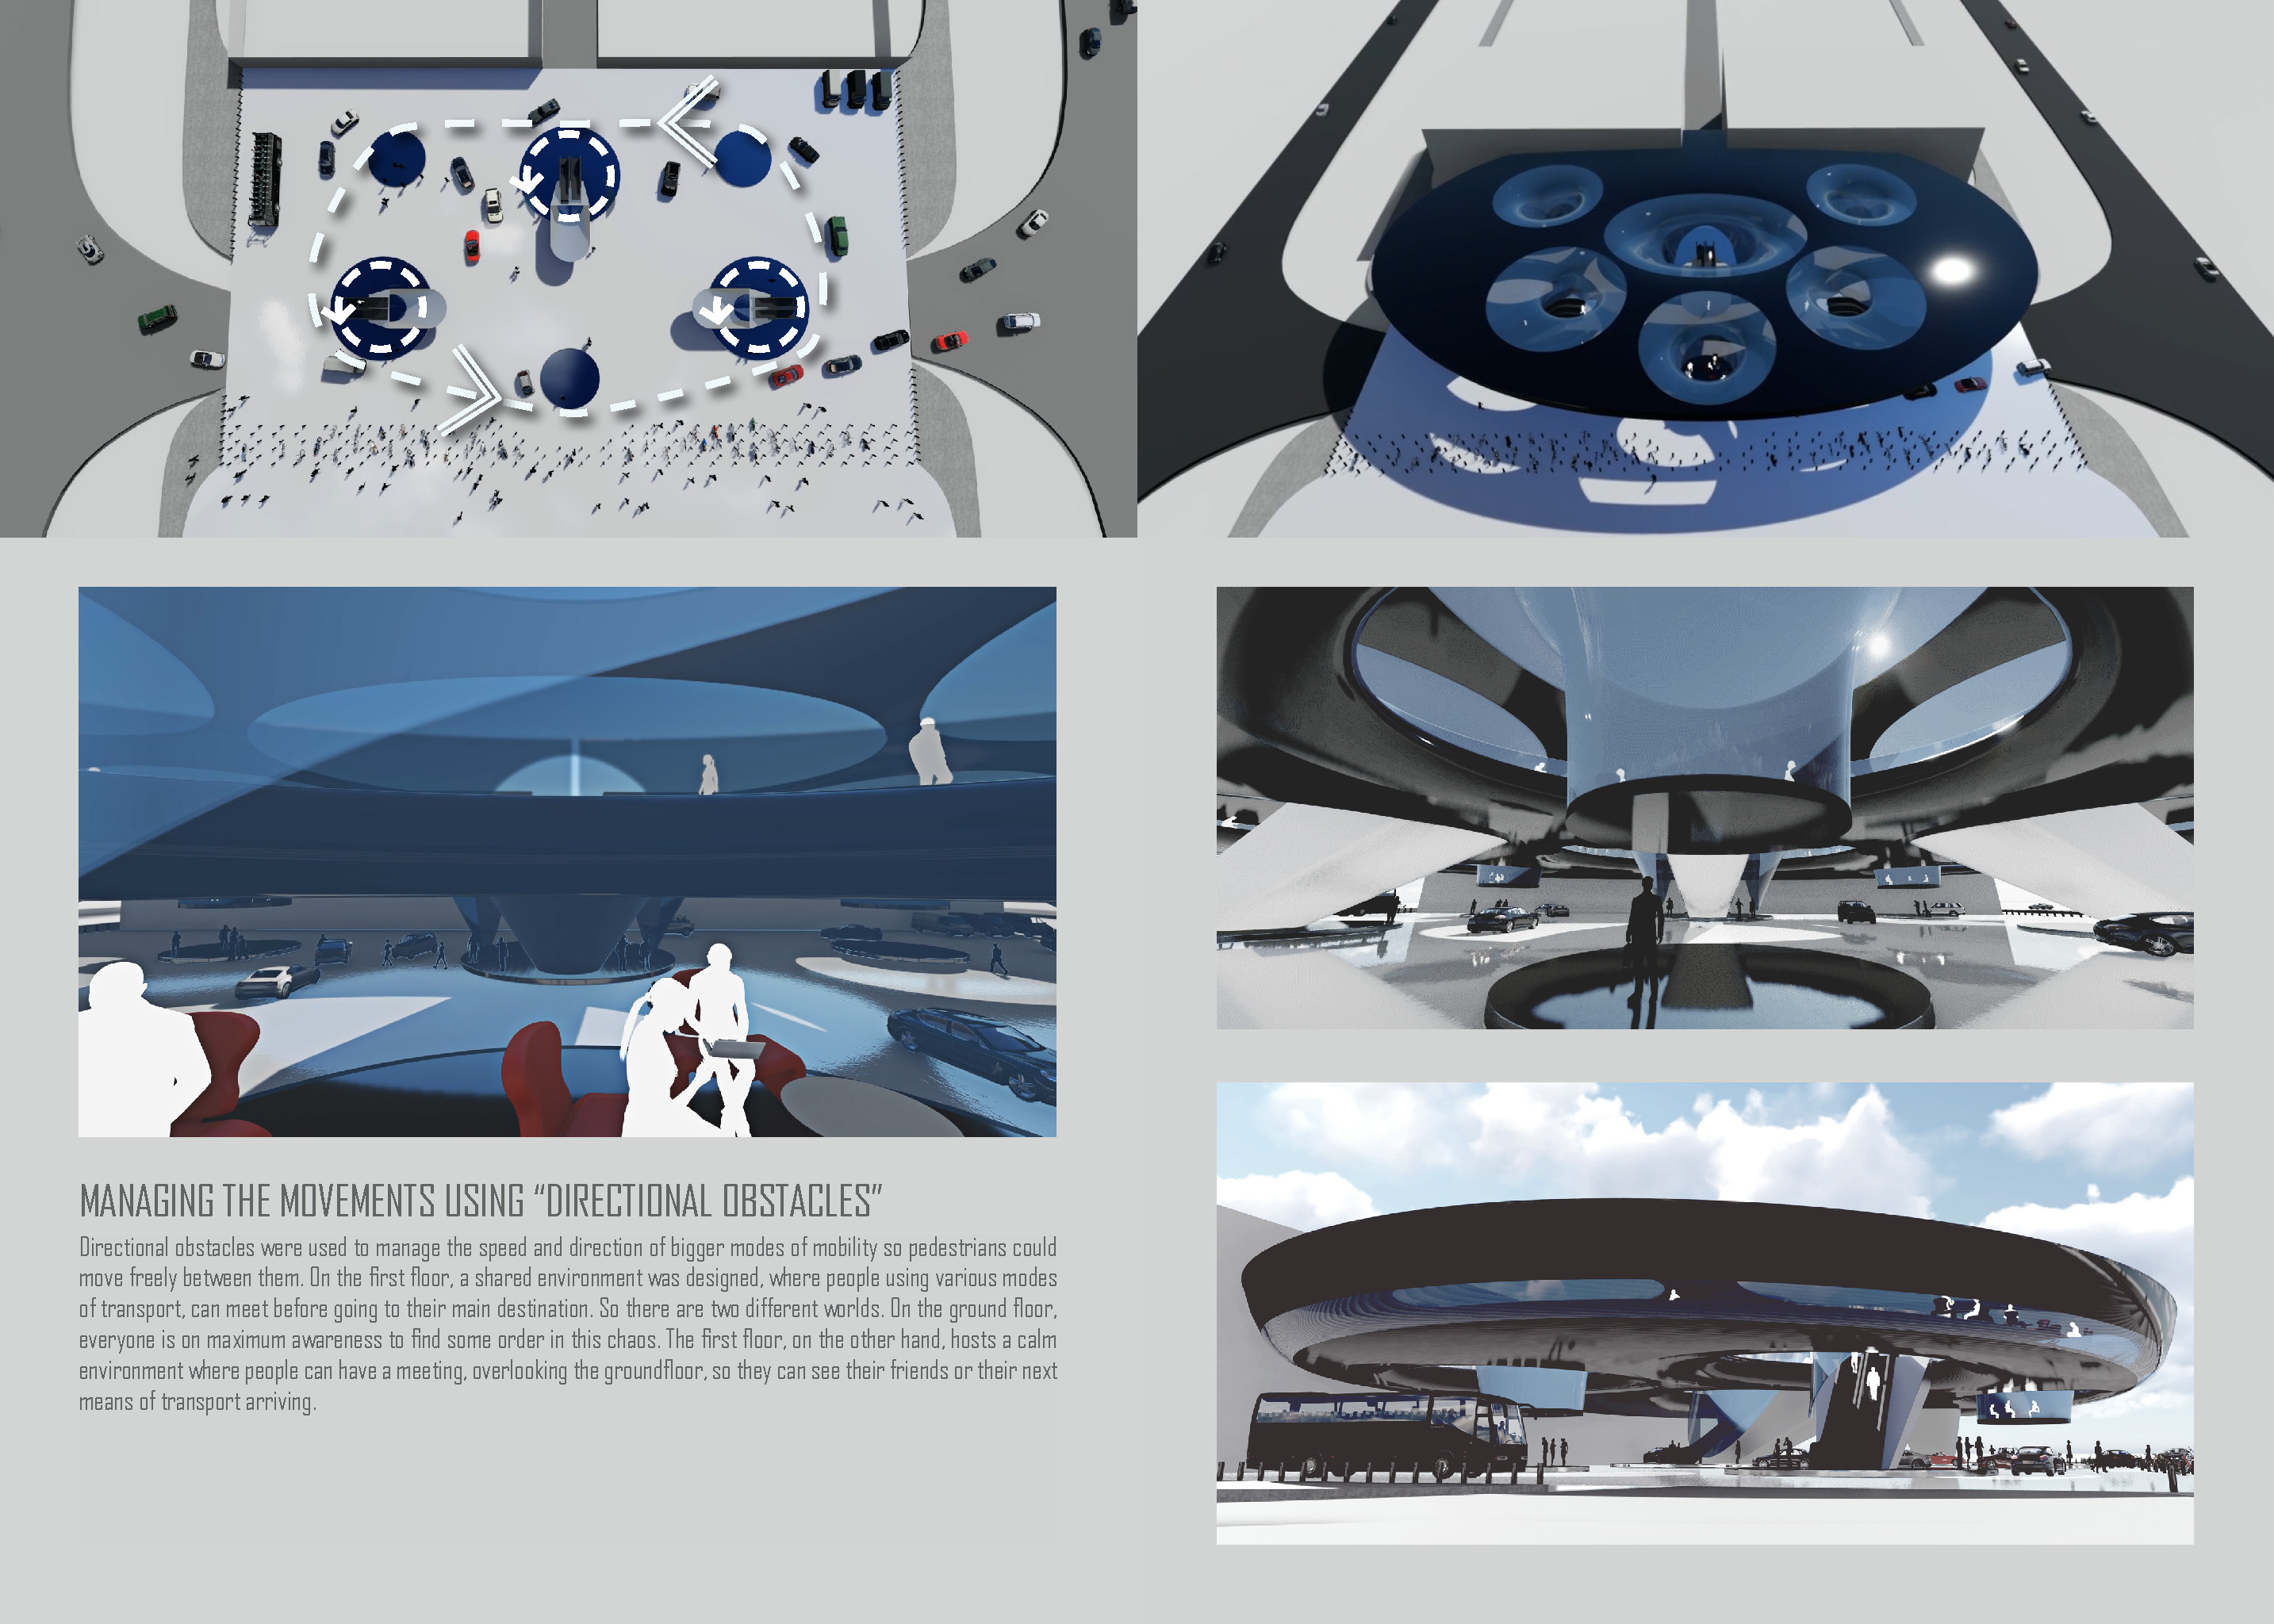 MANAGING THE MOVEMENTS USING “DIRECTIONAL OBSTACLES”
Directional obstacles were used to manage the speed and direction of bigger modes of mobility so pedestrians could
move freely between them. On the first floor, a shared environment was designed, where people using various modes
of transport, can meet before going to their main destination. So there are two different worlds. On the ground floor,
everyone is on maximum awareness to find some order in this chaos. The first floor, on the other hand, hosts a calm
environment where people can have a meeting, overlooking the groundfloor, so they can see their friends or their next
means of transport arriving.